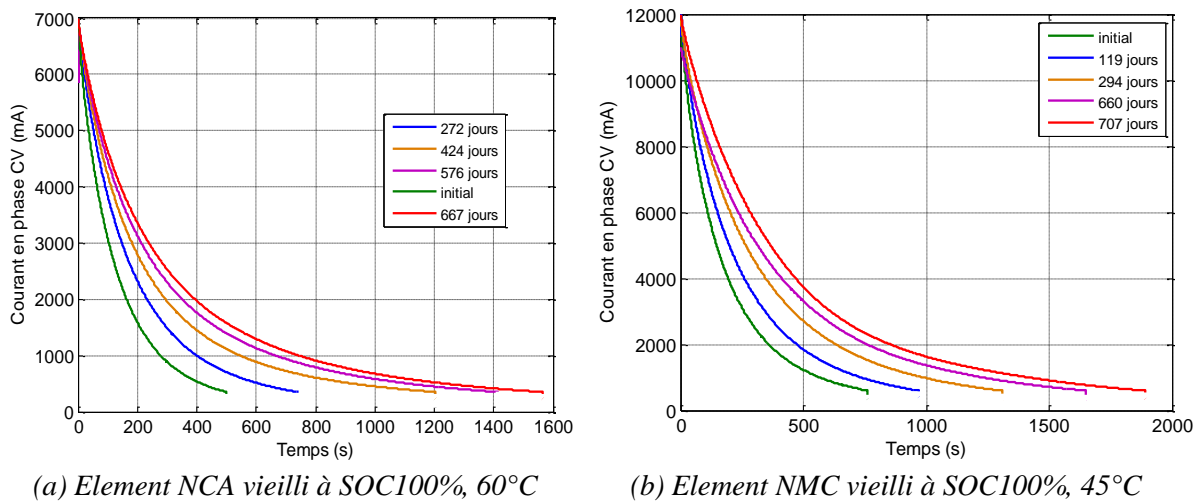 7000
6000
5000
4000
3000
2000
1000
0
0 200 400 600 800 1000 1200 1400 1600
Courant en phase CV (mA)
Temps (s)
272 jours
424 jours
576 jours
initial
667 jours
(a) Element NCA vieilli à SOC100%, 60°C
12000
10000
8000
6000
4000
2000
0
0 500 1000 1500 2000
Courant en phase CV (mA)
Temps (s)
initial
119 jours
294 jours
660 jours
707 jours
(b) Element NMC vieilli à SOC100%, 45°C